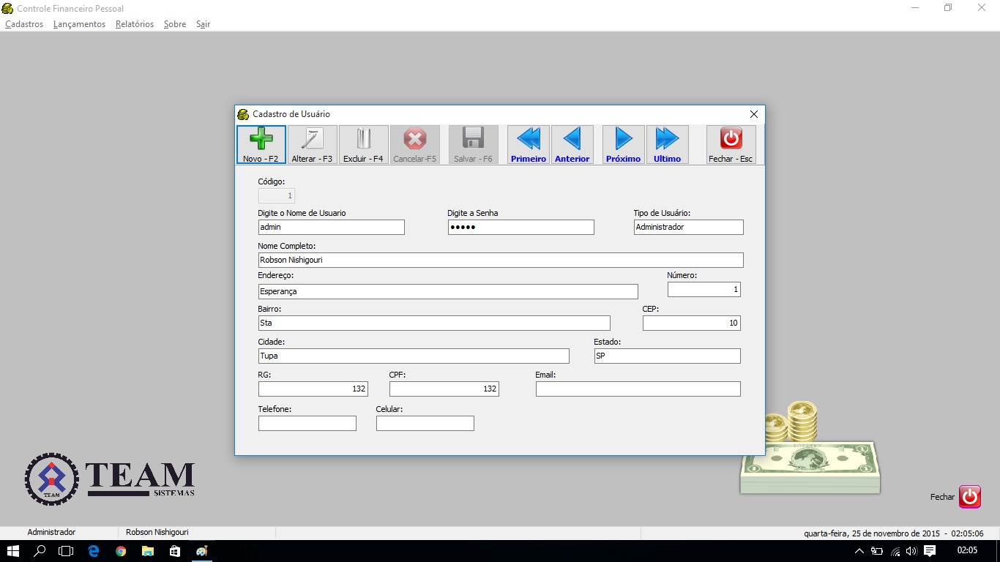 Controle Financeiro Pessoal
Cadastros Lançamentos Relatórios Sobre Sair
Cadastro de Usuário
Novo - F2 Alterar - F3 Excluir - F4 Cancelar-F5 Salvar - F6 Primeiro Anterior Próximo Ultimo Fechar - Esc
Código:
1
Digite o Nome de Usuario Digite a Senha Tipo de Usuário:
admin ●●●●● Administrador
Nome Completo:
Robson Nishigouri
Endereço: Número:
Esperança 1
Bairro: CEP:
Sta 10
Cidade: Estado:
Tupa SP
RG: CPF: Email:
132 132
Telefone: Celular:
TEAM
TEAM
SISTEMAS
1 1
Fechar
Administrador Robson Nishigouri quarta-feira, 25 de novembro de 2015 - 02:05:06
02:05